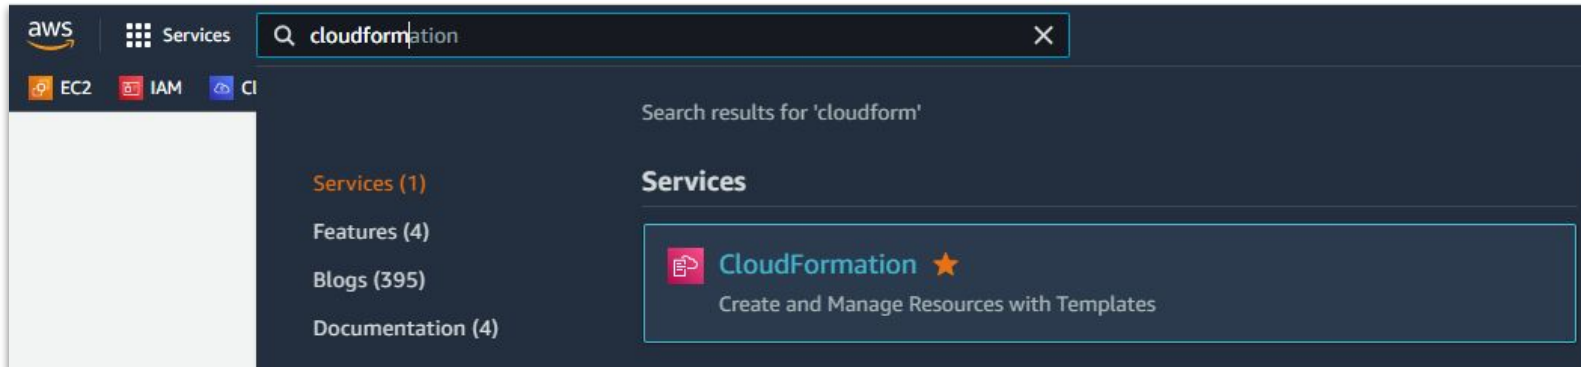 aws Services cloudformation
EC2 IAM Cl
Search results for 'cloudform'
Services (1)
Features (4)
Blogs (395)
Documentation (4)
Services
CloudFormation
Create and Manage Resources with Templates